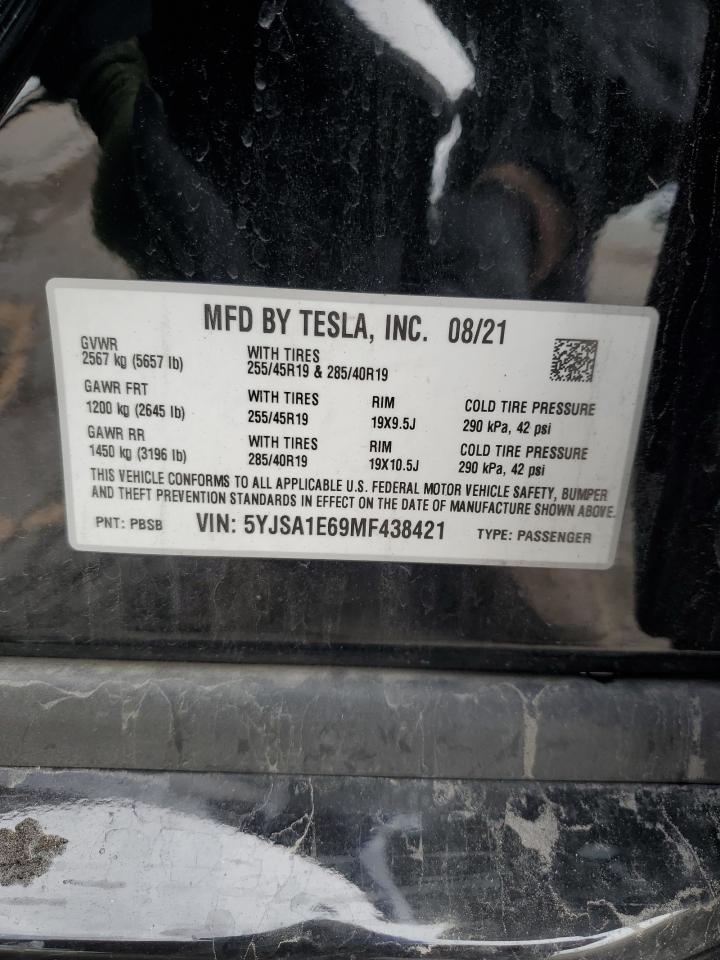 MFD BY TESLA, INC. 08/21
GVWR
2567 kg (5657 lb)
WITH TIRES
255/45R19 & 285/40R19
GAWR FRT
1200 kg (2645 lb)
WITH TIRES
255/45R19
RIM
19X9.5J
COLD TIRE PRESSURE
290 kPa, 42 psi
GAWR RR
1450 kg (3196 lb)
WITH TIRES
285/40R19
RIM
19X10.5J
COLD TIRE PRESSURE
290 kPa, 42 psi
THIS VEHICLE CONFORMS TO ALL APPLICABLE U.S. FEDERAL MOTOR VEHICLE SAFETY, BUMPER
AND THEFT PREVENTION STANDARDS IN EFFECT ON THE DATE OF MANUFACTURE SHOWN ABOVE.
PNT: PBSB VIN: 5YJSA1E69MF438421 TYPE: PASSENGER